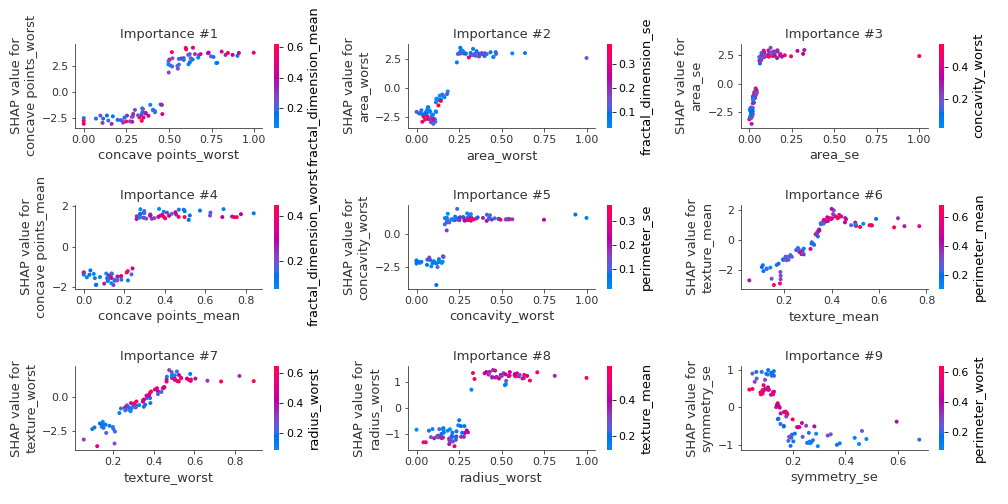 Importance #1
SHAP value for
concave points_worst
2.5
0.0
−2.5
0.00
0.25
0.50
0.75
1.00
concave points_worst
0.6
0.4
0.2
fractal_dimension_mean
Importance #2
SHAP value for
area_worst
2.5
0.0
−2.5
0.00
0.25
0.50
0.75
1.00
area_worst
0.3
0.2
0.1
fractal_dimension_se
Importance #3
SHAP value for
area_se
2.5
0.0
−2.5
0.00
0.25
0.50
0.75
1.00
area_se
0.4
0.2
concavity_worst
Importance #4
SHAP value for
concave points_mean
2
0
−2
0.0
0.2
0.4
0.6
0.8
concave points_mean
0.4
0.2
fractal_dimension_worst
Importance #5
SHAP value for
concavity_worst
0.0
−2.5
0.00
0.25
0.50
0.75
1.00
concavity_worst
0.3
0.2
0.1
perimeter_se
Importance #6
SHAP value for
texture_mean
2
0
−2
0.2
0.4
0.6
0.8
texture_mean
0.6
0.4
0.2
perimeter_mean
Importance #7
SHAP value for
texture_worst
0.0
−2.5
0.2
0.4
0.6
0.8
texture_worst
0.6
0.4
0.2
radius_worst
Importance #8
SHAP value for
radius_worst
1
0
−1
0.00
0.25
0.50
0.75
1.00
radius_worst
0.4
0.2
texture_mean
Importance #9
SHAP value for
symmetry_se
1
0
−1
0.2
0.4
0.6
symmetry_se
0.6
0.4
0.2
perimeter_worst